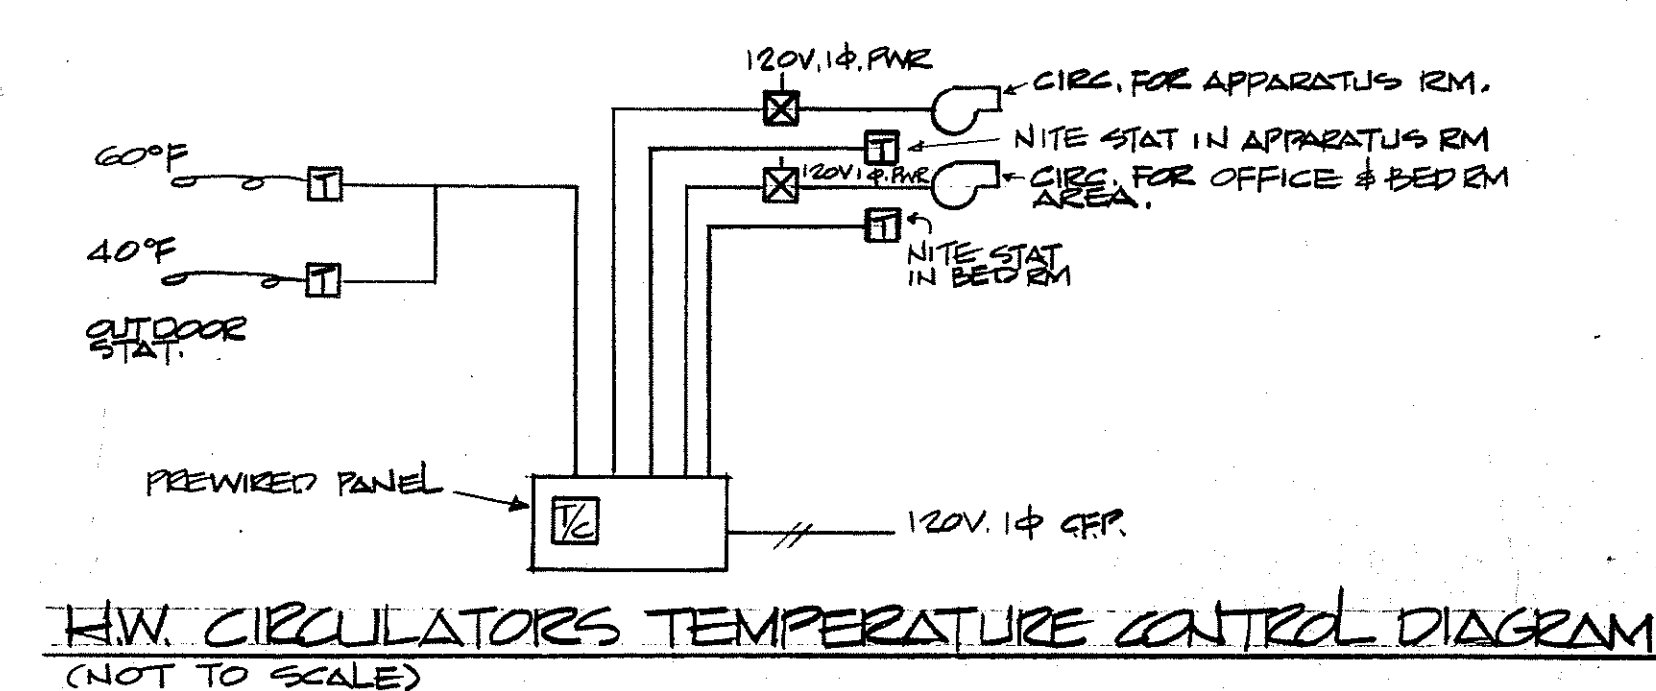 120V. 1Φ. PWR
CIRC. FOR APPARATUS RM.
60°F
T
T
NITE STAT IN APPARATUS RM
120V. 1Φ. PWR
CIRC. FOR OFFICE & BED RM
AREA.
T
NITE STAT
IN BED RM
40°F
T
OUTDOOR
STAT.
PREWIRED PANEL
T/C
120V. 1Φ C.F.P.
H.W. CIRCULATORS TEMPERATURE CONTROL DIAGRAM
(NOT TO SCALE)